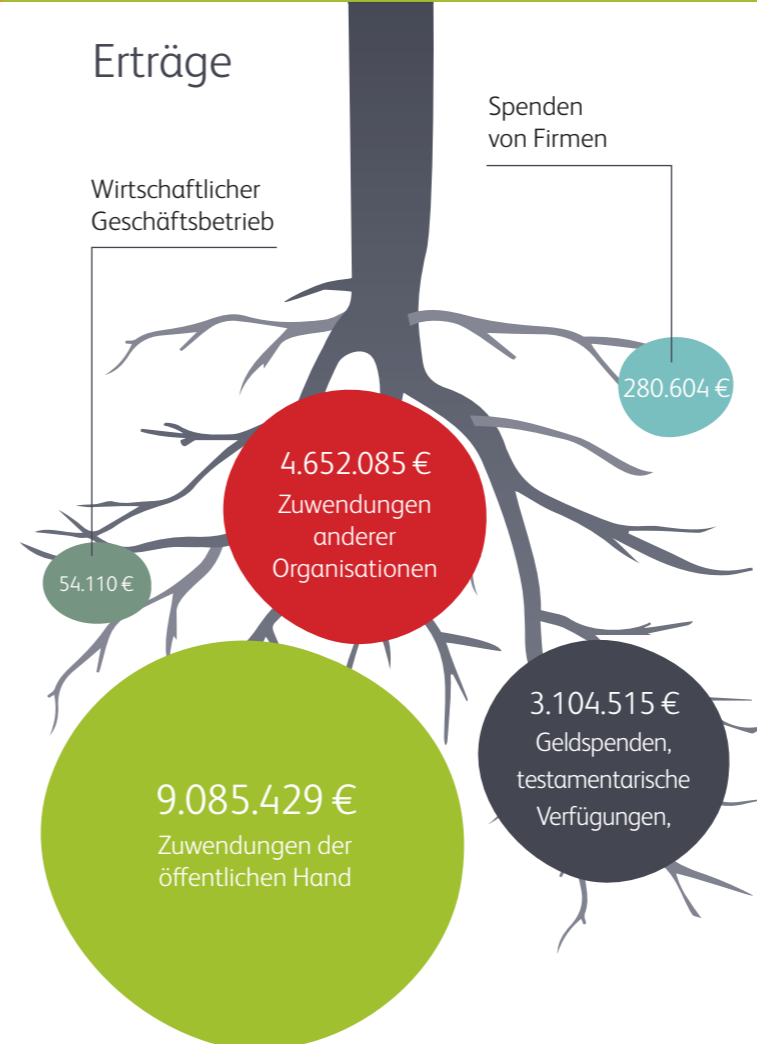 Erträge
Spenden
von Firmen
Wirtschaftlicher
Geschäftsbetrieb
280.604 €
4.652.085 €
Zuwendungen
anderer
Organisationen
54.110 €
3.104.515 €
Geldspenden,
testamentarische
Verfügungen,
9.085.429 €
Zuwendungen der
öffentlichen Hand